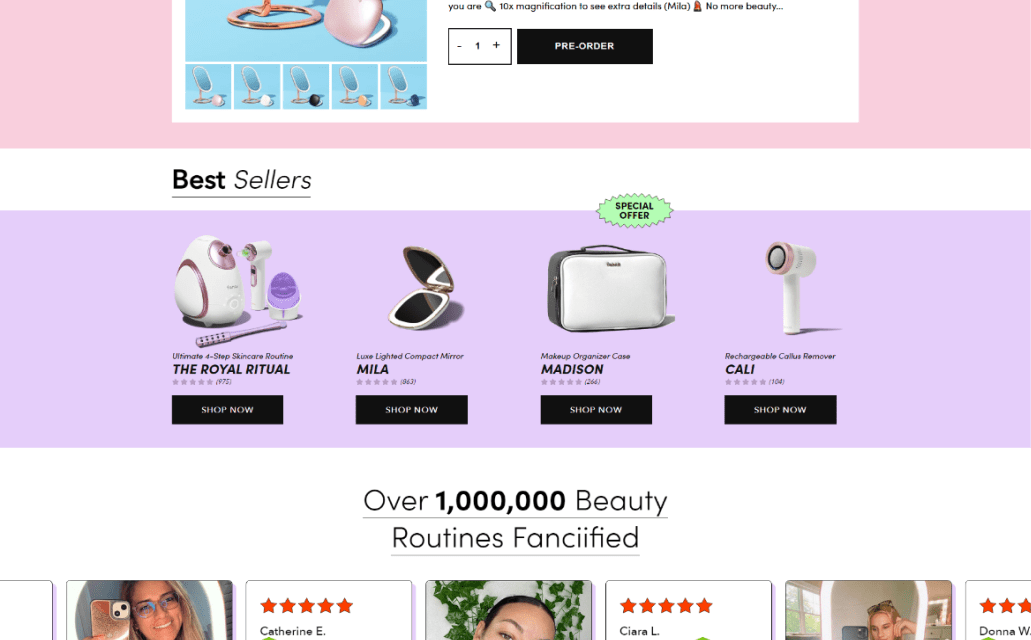 you are 🔍 10x magnification to see extra details (Mila) 💄 No more beauty...
- 1 +
PRE-ORDER
Best Sellers
SPECIAL
OFFER
Ultimate 4-Step Skincare Routine
THE ROYAL RITUAL
(975)
SHOP NOW
Luxe Lighted Compact Mirror
MILA
(863)
SHOP NOW
Makeup Organizer Case
MADISON
(266)
SHOP NOW
Rechargeable Callus Remover
CALI
(104)
SHOP NOW
Over 1,000,000 Beauty
Routines Fanciified
Catherine E.
Ciara L.
Donna W.